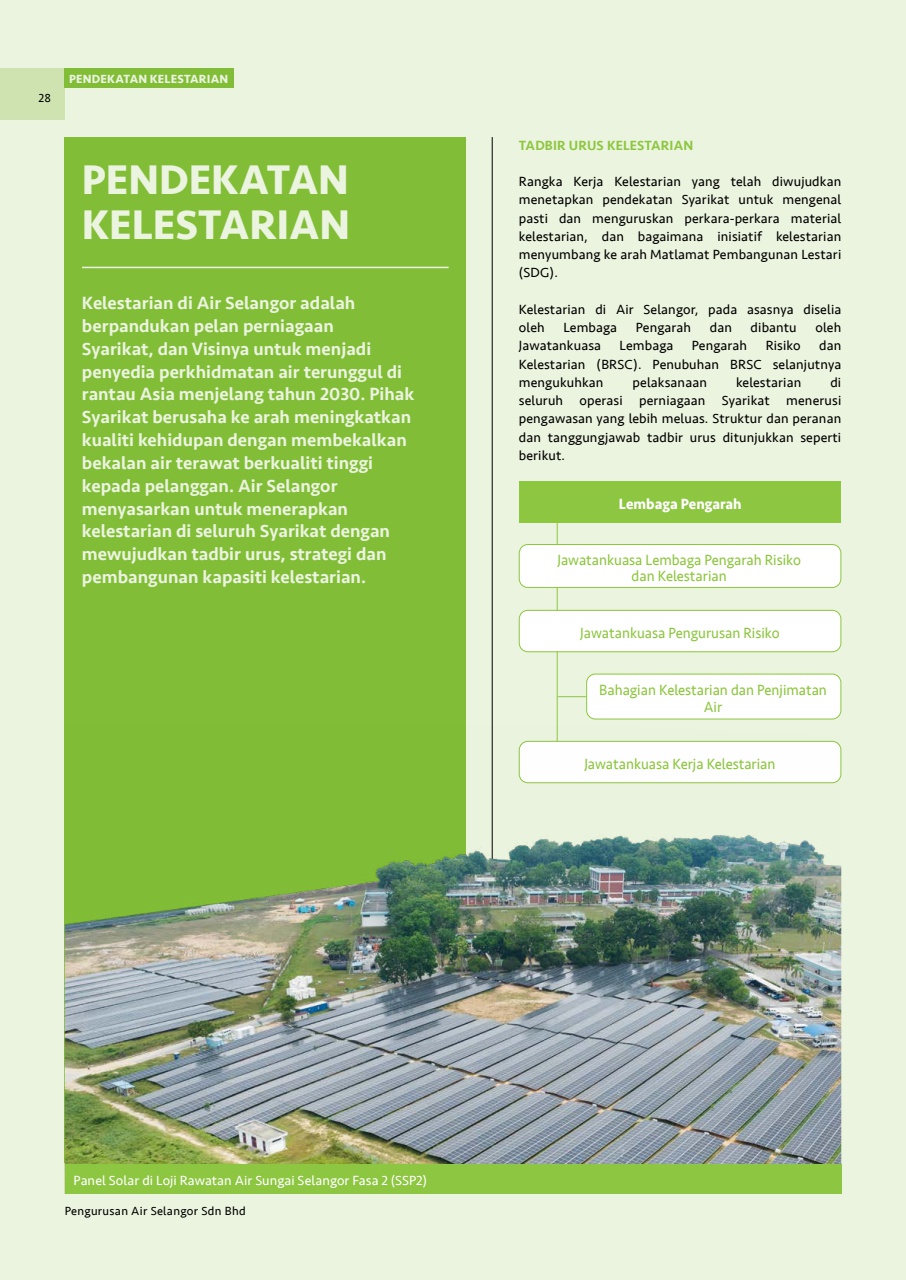 PENDEKATAN KELESTARIAN
28
PENDEKATAN
KELESTARIAN
Kelestarian di Air Selangor adalah
berpandukan pelan perniagaan
Syarikat, dan Visinya untuk menjadi
penyedia perkhidmatan air terunggul di
rantau Asia menjelang tahun 2030. Pihak
Syarikat berusaha ke arah meningkatkan
kualiti kehidupan dengan membekalkan
bekalan air terawat berkualiti tinggi
kepada pelanggan. Air Selangor
menyasarkan untuk menerapkan
kelestarian di seluruh Syarikat dengan
mewujudkan tadbir urus, strategi dan
pembangunan kapasiti kelestarian.
TADBIR URUS KELESTARIAN
Rangka Kerja Kelestarian yang telah diwujudkan
menetapkan pendekatan Syarikat untuk mengenal
pasti dan menguruskan perkara-perkara material
kelestarian, dan bagaimana inisiatif kelestarian
menyumbang ke arah Matlamat Pembangunan Lestari
(SDG).
Kelestarian di Air Selangor, pada asasnya diselia
oleh Lembaga Pengarah dan dibantu oleh
Jawatankuasa Lembaga Pengarah Risiko dan
Kelestarian (BRSC). Penubuhan BRSC selanjutnya
mengukuhkan pelaksanaan kelestarian di
seluruh operasi perniagaan Syarikat menerusi
pengawasan yang lebih meluas. Struktur dan peranan
dan tanggungjawab tadbir urus ditunjukkan seperti
berikut.
Lembaga Pengarah
Jawatankuasa Lembaga Pengarah Risiko
dan Kelestarian
Jawatankuasa Pengurusan Risiko
Bahagian Kelestarian dan Penjimatan
Air
Jawatankuasa Kerja Kelestarian
Panel Solar di Loji Rawatan Air Sungai Selangor Fasa 2 (SSP2)
Pengurusan Air Selangor Sdn Bhd